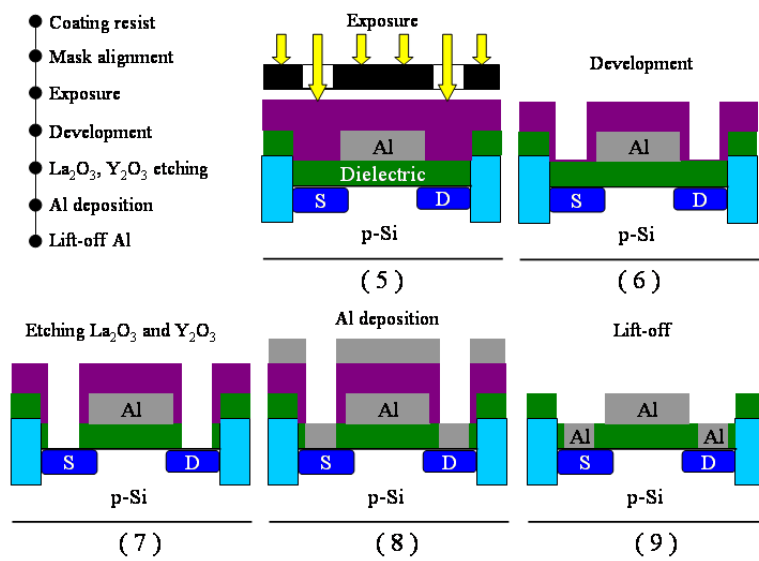 Coating resist
Mask alignment
Exposure
Development
La₂O₃, Y₂O₃ etching
Al deposition
Lift-off Al
Exposure
Al
Dielectric
S D
p-Si
(5)
Development
Al
S D
p-Si
(6)
Etching La₂O₃ and Y₂O₃
Al
S D
p-Si
(7)
Al deposition
Al
S D
p-Si
(8)
Lift-off
Al
Al Al
S D
p-Si
(9)